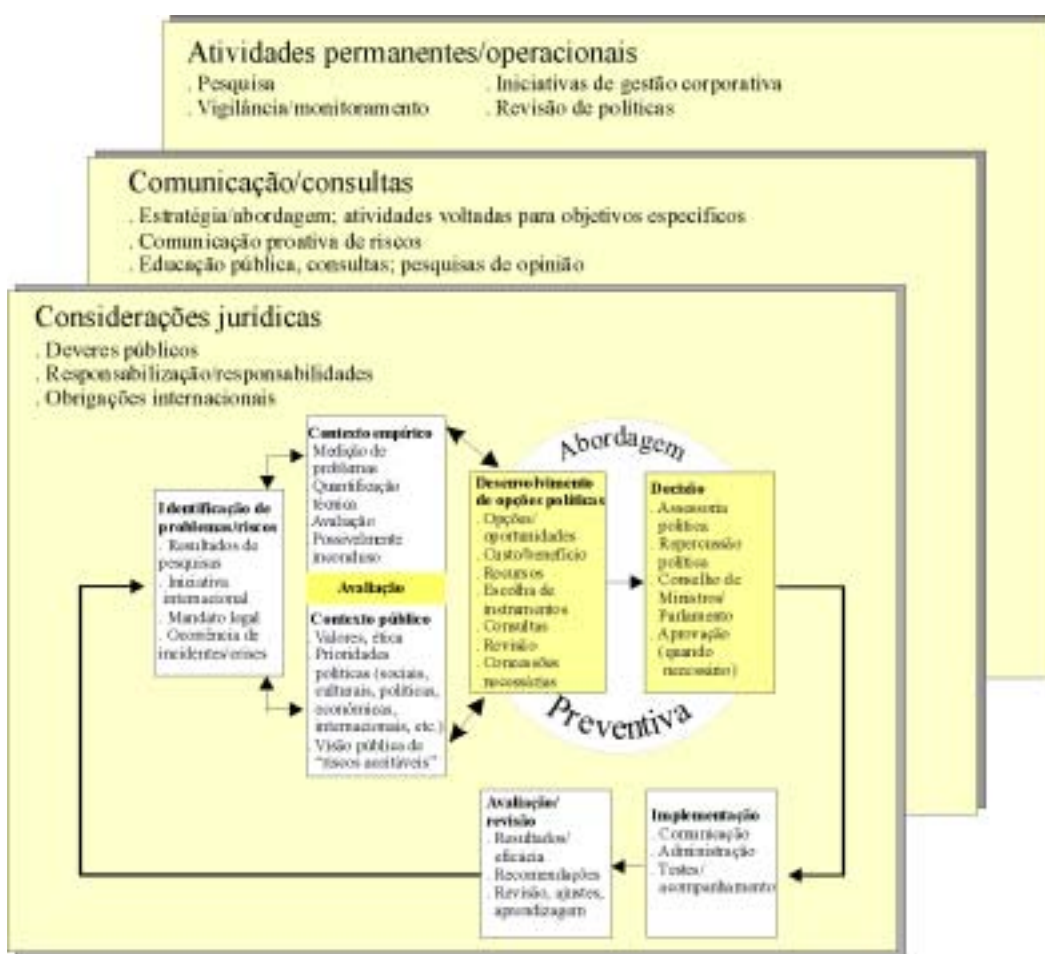 Atividades permanentes/operacionais
. Pesquisa
. Iniciativas de gestão corporativa
. Vigilância/monitoramento
. Revisão de políticas
Comunicação/consultas
. Estratégia/abordagem; atividades voltadas para objetivos específicos
. Comunicação proativa de riscos
. Educação pública, consultas; pesquisas de opinião
Considerações jurídicas
. Deveres públicos
. Responsabilização/responsabilidades
. Obrigações internacionais
Identificação de
problemas/riscos
. Resultados de
pesquisas
. Iniciativa
internacional
. Mandato legal
. Ocorrência de
incidentes/crises
Contexto empírico
. Medição de
problemas
. Quantificação
técnica
. Avaliação
. Possivelmente
inconcluso
Avaliação
Contexto público
. Valores, ética
. Prioridades
políticas (sociais,
culturais, políticas,
econômicas,
internacionais, etc.)
. Visão pública de
“riscos aceitáveis”
Abordagem
Preventiva
Desenvolvimento
de opções políticas
. Opções/
oportunidades
. Custo/benefício
. Recursos
. Escolha de
instrumentos
. Consultas
. Revisão
. Concessões
necessárias
Decisão
. Assessoria
política
. Repercussão
política
. Conselho de
Ministros/
Parlamento
. Aprovação
(quando
necessário)
Implementação
. Comunicação
. Administração
. Testes/
acompanhamento
Avaliação/
revisão
. Resultados/
eficácia
. Recomendações
. Revisão, ajustes,
aprendizagem